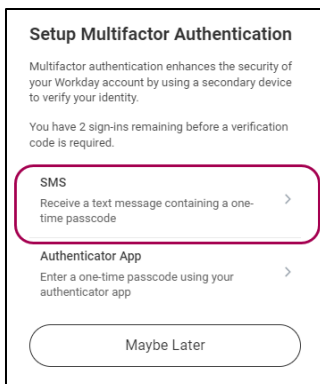 Setup Multifactor Authentication
Multifactor authentication enhances the security of
your Workday account by using a secondary device
to verify your identity.
You have 2 sign-ins remaining before a verification
code is required.
SMS
Receive a text message containing a one-
time passcode
Authenticator App
Enter a one-time passcode using your
authenticator app
Maybe Later